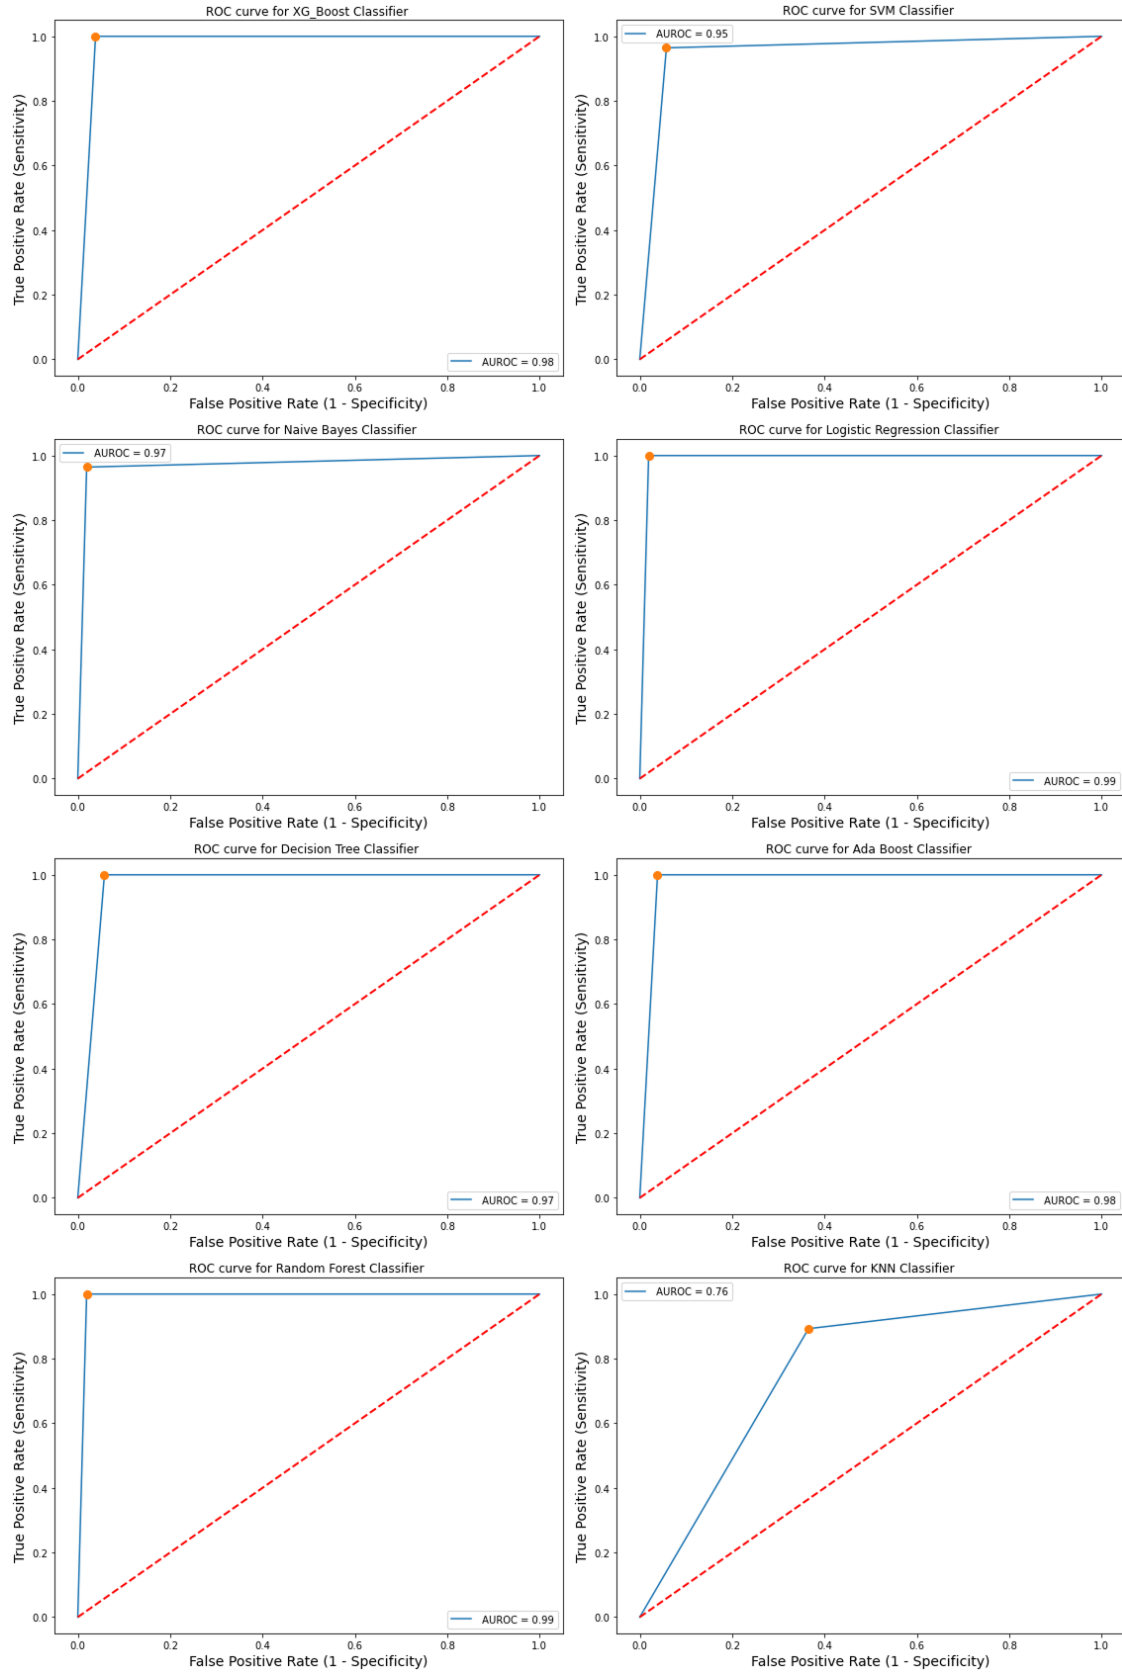 ROC curve for XG_Boost Classifier
True Positive Rate (Sensitivity)
1.0
0.8
0.6
0.4
0.2
0.0
AUROC = 0.98
0.0 0.2 0.4 0.6 0.8 1.0
False Positive Rate (1 - Specificity)
ROC curve for SVM Classifier
AUROC = 0.95
True Positive Rate (Sensitivity)
1.0
0.8
0.6
0.4
0.2
0.0
0.0 0.2 0.4 0.6 0.8 1.0
False Positive Rate (1 - Specificity)
ROC curve for Naive Bayes Classifier
AUROC = 0.97
True Positive Rate (Sensitivity)
1.0
0.8
0.6
0.4
0.2
0.0
0.0 0.2 0.4 0.6 0.8 1.0
False Positive Rate (1 - Specificity)
ROC curve for Logistic Regression Classifier
True Positive Rate (Sensitivity)
1.0
0.8
0.6
0.4
0.2
0.0
AUROC = 0.99
0.0 0.2 0.4 0.6 0.8 1.0
False Positive Rate (1 - Specificity)
ROC curve for Decision Tree Classifier
True Positive Rate (Sensitivity)
1.0
0.8
0.6
0.4
0.2
0.0
AUROC = 0.97
0.0 0.2 0.4 0.6 0.8 1.0
False Positive Rate (1 - Specificity)
ROC curve for Ada Boost Classifier
True Positive Rate (Sensitivity)
1.0
0.8
0.6
0.4
0.2
0.0
AUROC = 0.98
0.0 0.2 0.4 0.6 0.8 1.0
False Positive Rate (1 - Specificity)
ROC curve for Random Forest Classifier
True Positive Rate (Sensitivity)
1.0
0.8
0.6
0.4
0.2
0.0
AUROC = 0.99
0.0 0.2 0.4 0.6 0.8 1.0
False Positive Rate (1 - Specificity)
ROC curve for KNN Classifier
AUROC = 0.76
True Positive Rate (Sensitivity)
1.0
0.8
0.6
0.4
0.2
0.0
0.0 0.2 0.4 0.6 0.8 1.0
False Positive Rate (1 - Specificity)